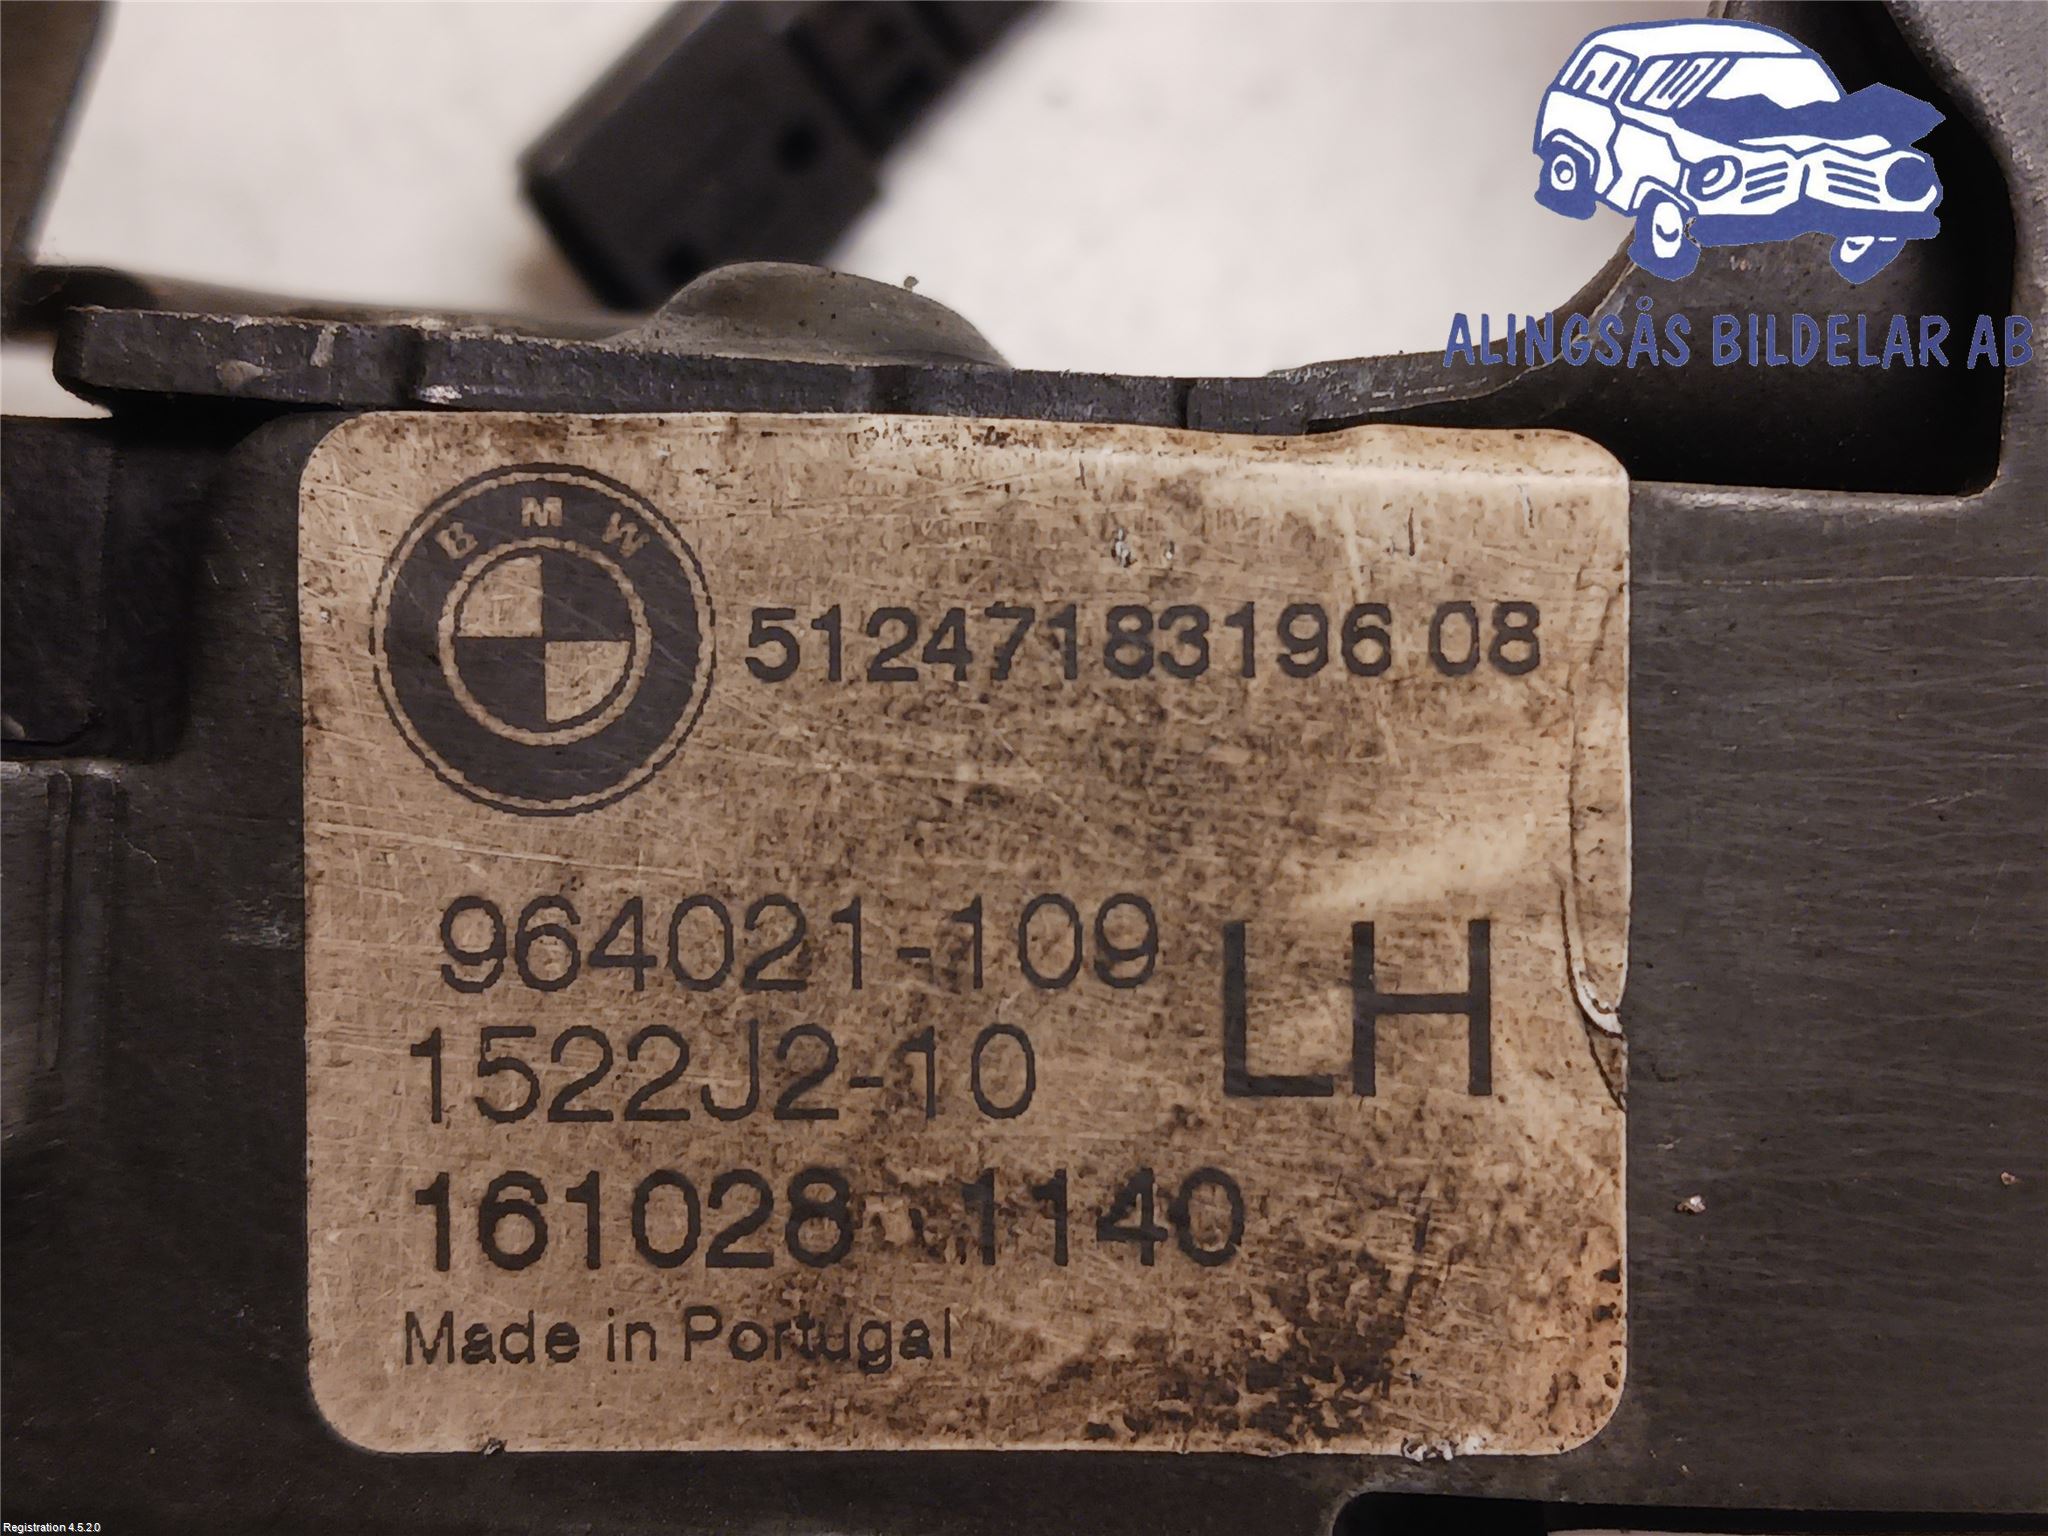 ALINGSÅS BILDELAR AB
BMW
51247183196 08
964021-109
LH
1522J2-10
161028 1140
Made in Portugal
Registration 4.5.2.0